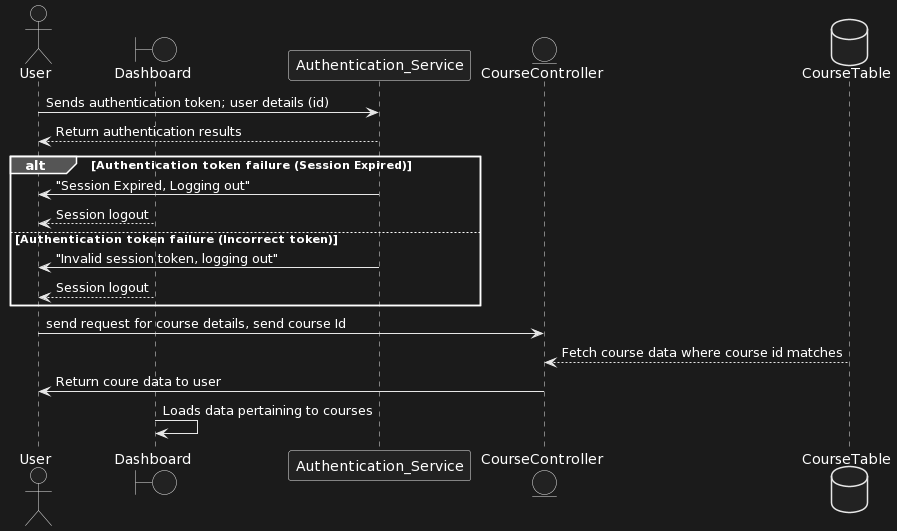 User
Dashboard
Authentication_Service
CourseController
CourseTable
Sends authentication token; user details (id)
Return authentication results
alt [Authentication token failure (Session Expired)]
"Session Expired, Logging out"
Session logout
[Authentication token failure (Incorrect token)]
"Invalid session token, logging out"
Session logout
send request for course details, send course Id
Fetch course data where course id matches
Return coure data to user
Loads data pertaining to courses
User
Dashboard
Authentication_Service
CourseController
CourseTable